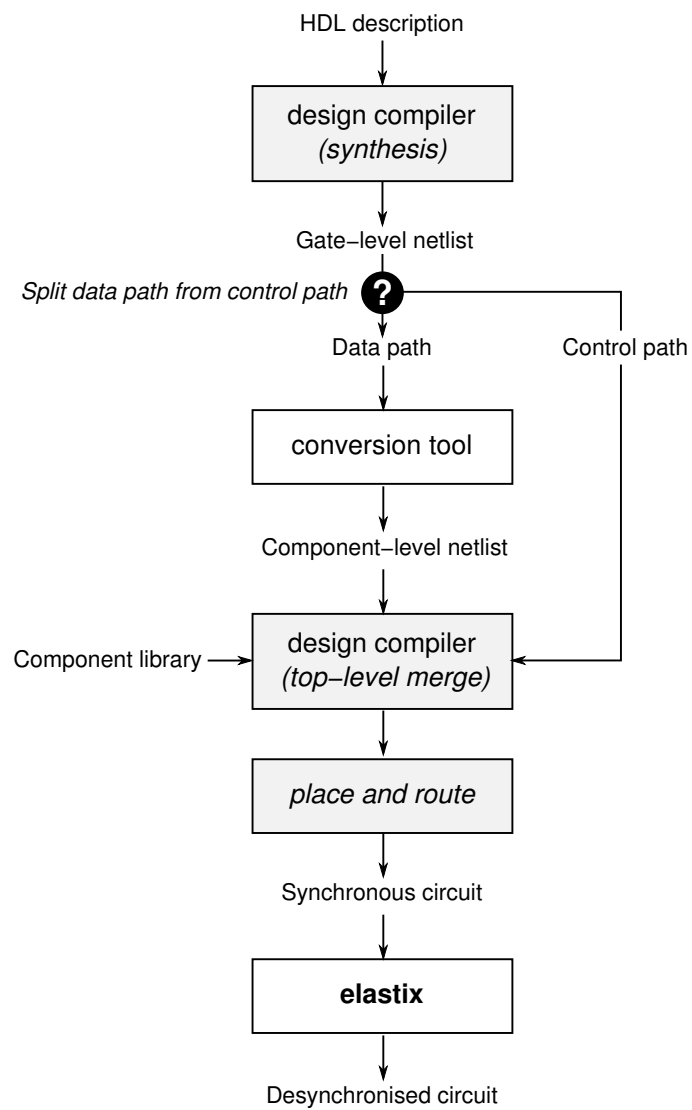 HDL description
design compiler
(synthesis)
Gate−level netlist
Split data path from control path
?
Data path
Control path
conversion tool
Component−level netlist
Component library
design compiler
(top−level merge)
place and route
Synchronous circuit
elastix
Desynchronised circuit